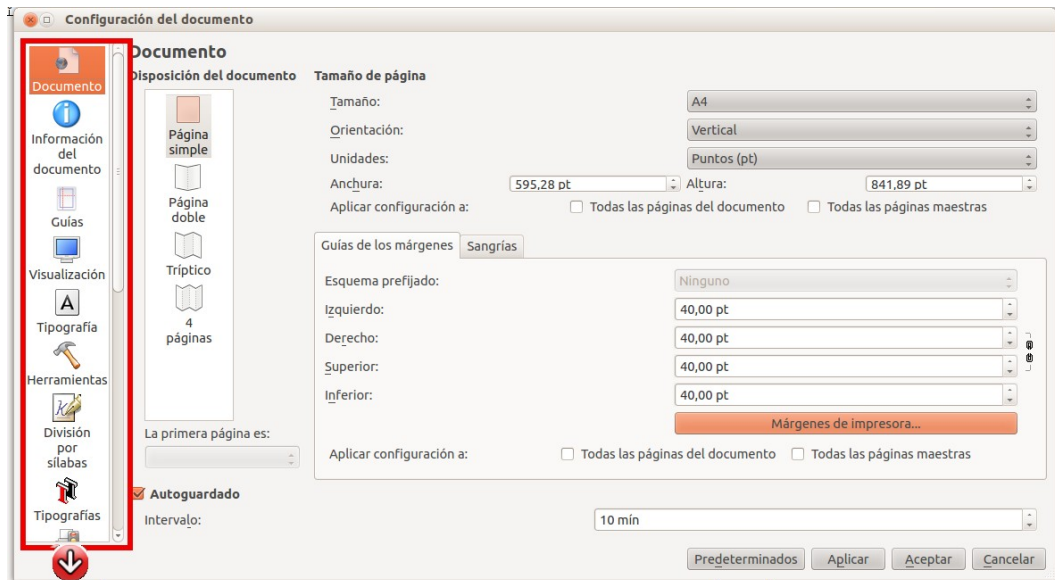 Configuración del documento
Documento
Información
del
documento
Guías
Visualización
Tipografía
Herramientas
División
por
sílabas
Tipografías
Documento
Disposición del documento
Página
simple
Página
doble
Tríptico
4
páginas
La primera página es:
Tamaño de página
Tamaño: A4
Orientación: Vertical
Unidades: Puntos (pt)
Anchura: 595,28 pt Altura: 841,89 pt
Aplicar configuración a: Todas las páginas del documento Todas las páginas maestras
Guías de los márgenes Sangrías
Esquema prefijado: Ninguno
Izquierdo: 40,00 pt
Derecho: 40,00 pt
Superior: 40,00 pt
Inferior: 40,00 pt
Márgenes de impresora...
Aplicar configuración a: Todas las páginas del documento Todas las páginas maestras
Autoguardado
Intervalo: 10 mín
Predeterminados Aplicar Aceptar Cancelar